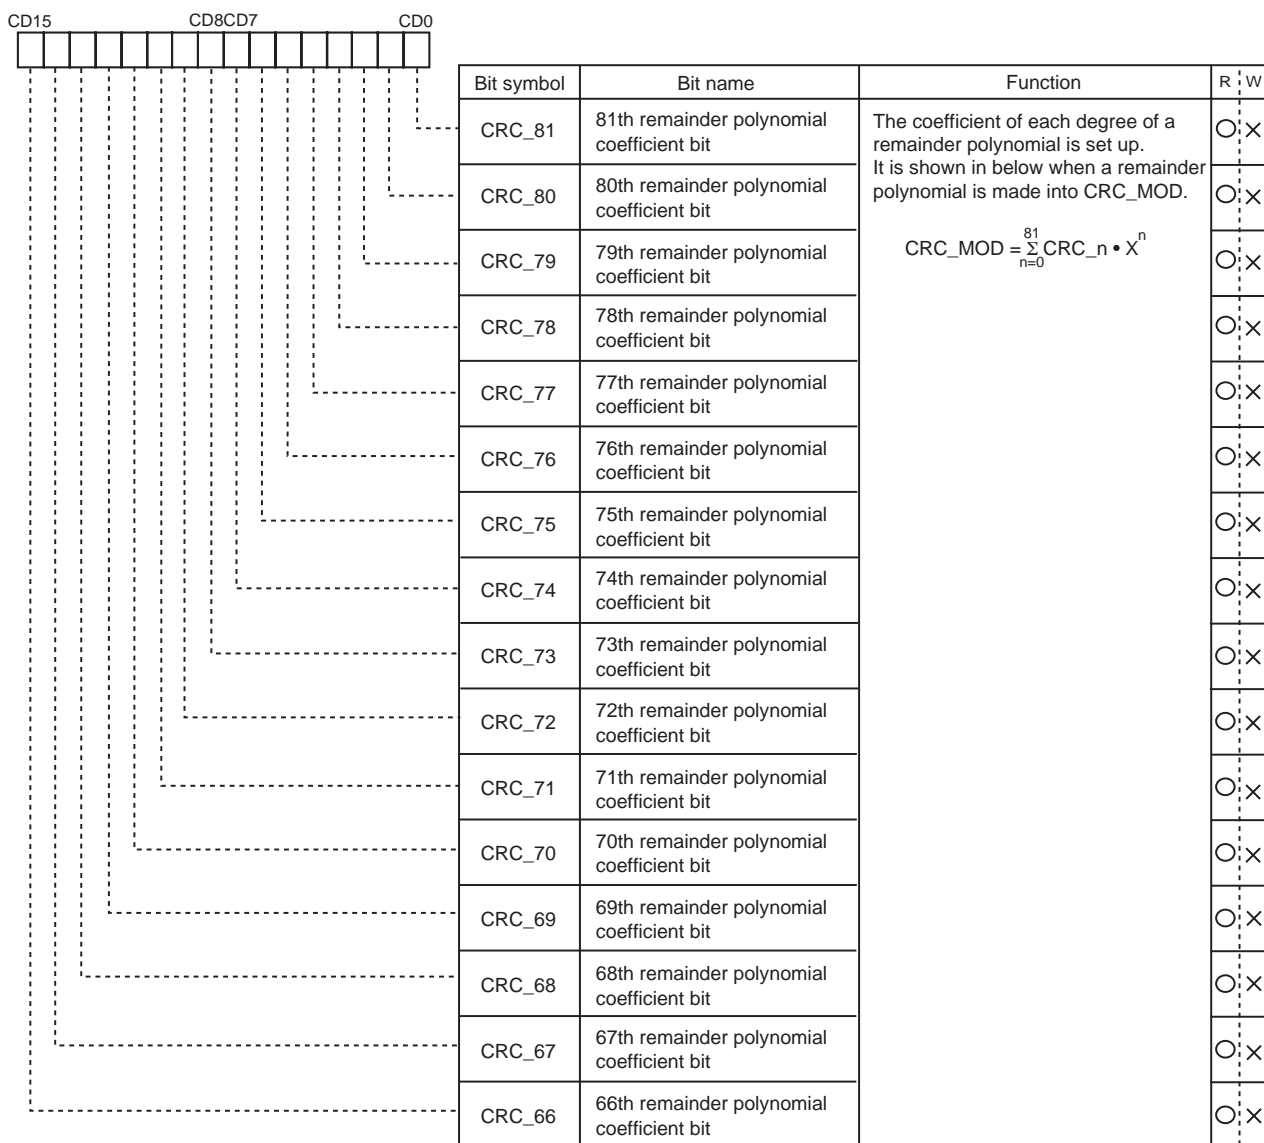 CD15 CD8CD7 CD0
Bit symbol Bit name Function R W
CRC_81 81th remainder polynomial
coefficient bit
The coefficient of each degree of a
remainder polynomial is set up.
It is shown in below when a remainder
polynomial is made into CRC_MOD.
CRC_MOD = 81 Σ n=0 CRC_n • X^n
○ ×
CRC_80 80th remainder polynomial
coefficient bit
○ ×
CRC_79 79th remainder polynomial
coefficient bit
○ ×
CRC_78 78th remainder polynomial
coefficient bit
○ ×
CRC_77 77th remainder polynomial
coefficient bit
○ ×
CRC_76 76th remainder polynomial
coefficient bit
○ ×
CRC_75 75th remainder polynomial
coefficient bit
○ ×
CRC_74 74th remainder polynomial
coefficient bit
○ ×
CRC_73 73th remainder polynomial
coefficient bit
○ ×
CRC_72 72th remainder polynomial
coefficient bit
○ ×
CRC_71 71th remainder polynomial
coefficient bit
○ ×
CRC_70 70th remainder polynomial
coefficient bit
○ ×
CRC_69 69th remainder polynomial
coefficient bit
○ ×
CRC_68 68th remainder polynomial
coefficient bit
○ ×
CRC_67 67th remainder polynomial
coefficient bit
○ ×
CRC_66 66th remainder polynomial
coefficient bit
○ ×